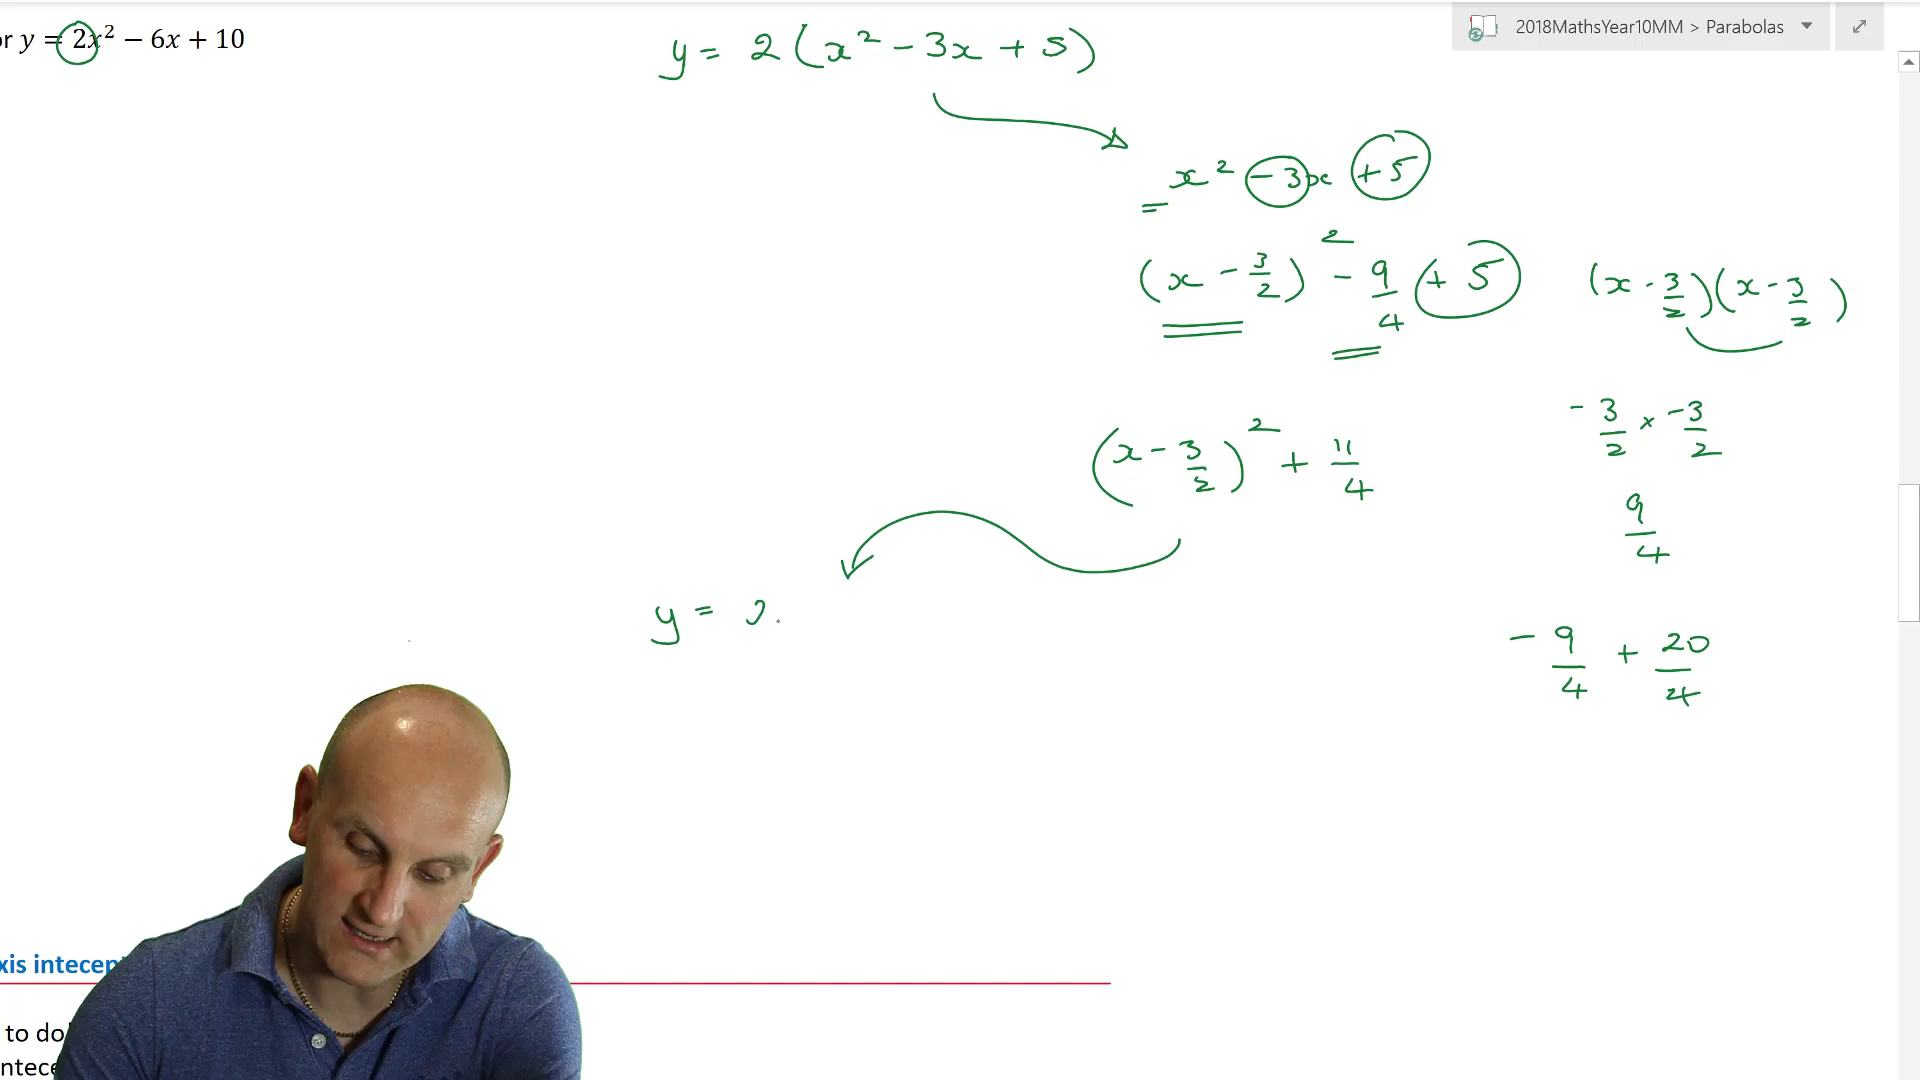 or y = 2x² − 6x + 10
y = 2 (x² - 3x + 5)
2018MathsYear10MM > Parabolas
= x² - 3x + 5
(x - 3/2)² - 9/4 + 5
(x - 3/2)(x - 3/2)
- 3/2 × -3/2
(x - 3/2)² + 11/4
9/4
y =
- 9/4 + 20/4
xis intecep
to do
ntece